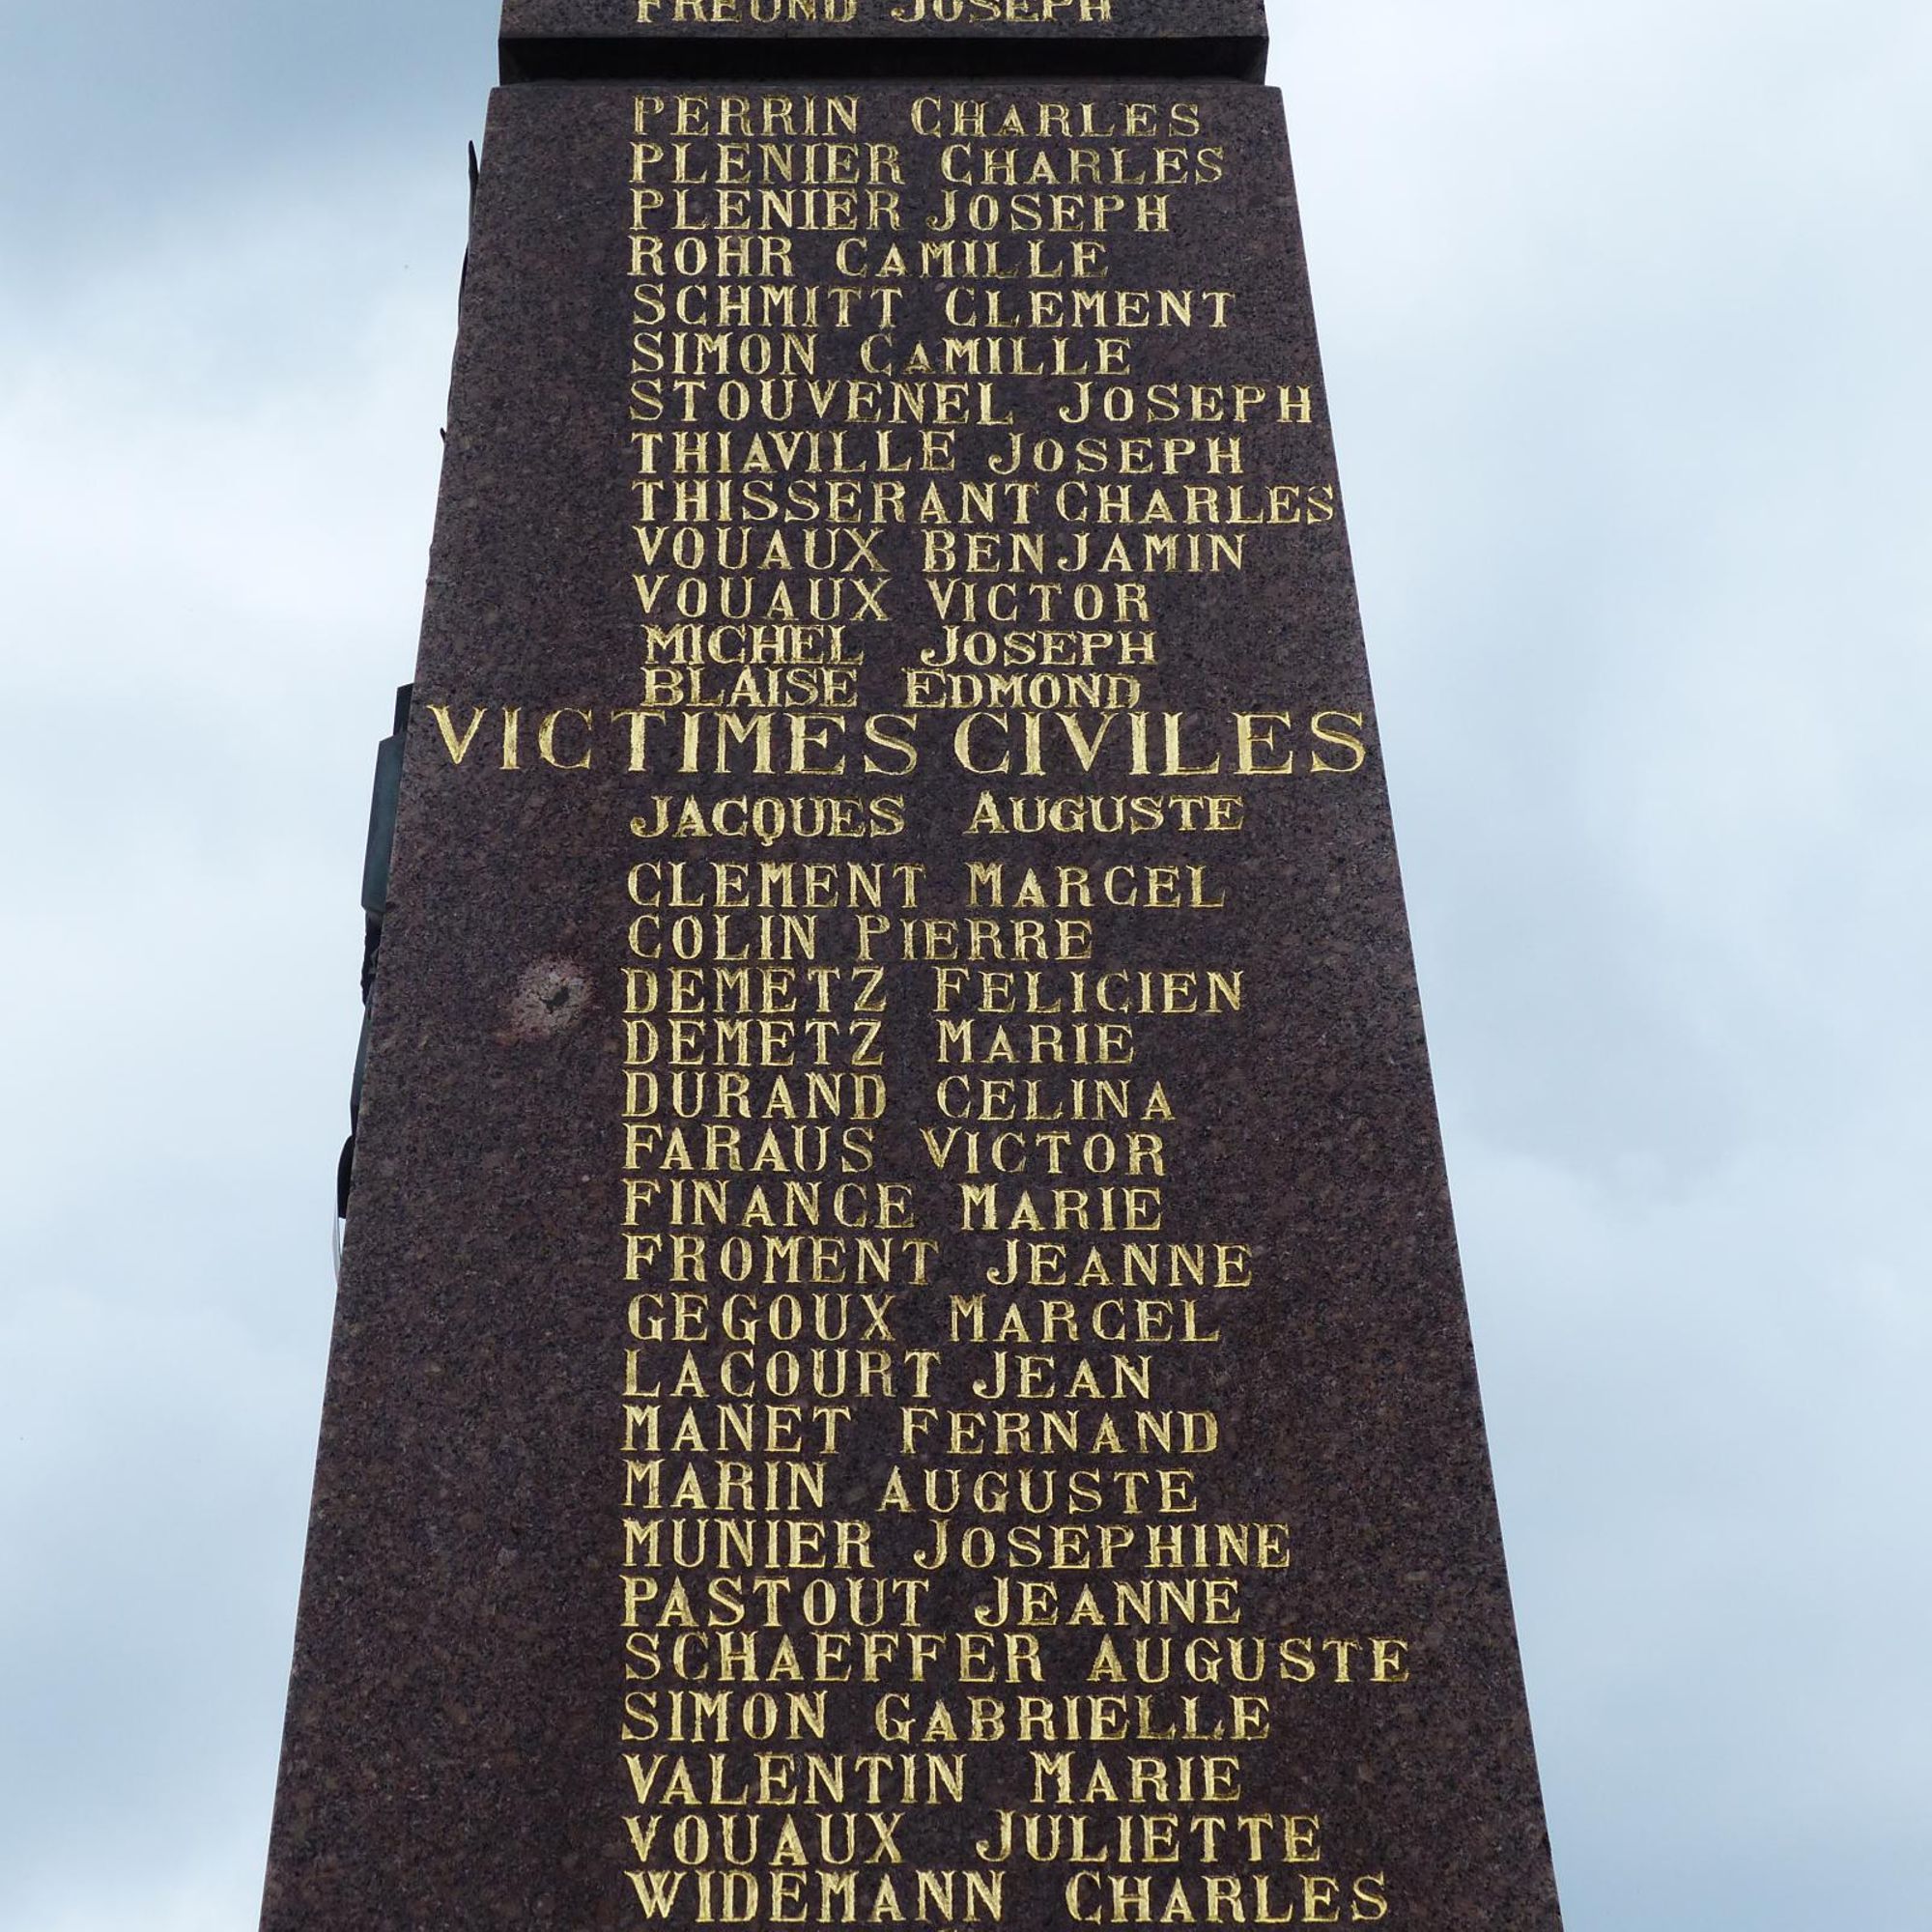 FREUND JOSEPH
PERRIN CHARLES
PLENIER CHARLES
PLENIER JOSEPH
ROHR CAMILLE
SCHMITT CLEMENT
SIMON CAMILLE
STOUVENEL JOSEPH
THIAVILLE JOSEPH
THISSERANT CHARLES
VOUAUX BENJAMIN
VOUAUX VICTOR
MICHEL JOSEPH
BLAISE EDMOND
VICTIMES CIVILES
JACQUES AUGUSTE
CLEMENT MARCEL
COLIN PIERRE
DEMETZ FELICIEN
DEMETZ MARIE
DURAND CELINA
FARAUS VICTOR
FINANCE MARIE
FROMENT JEANNE
GEGOUX MARCEL
LACOURT JEAN
MANET FERNAND
MARIN AUGUSTE
MUNIER JOSEPHINE
PASTOUT JEANNE
SCHAEFFER AUGUSTE
SIMON GABRIELLE
VALENTIN MARIE
VOUAUX JULIETTE
WIDEMANN CHARLES